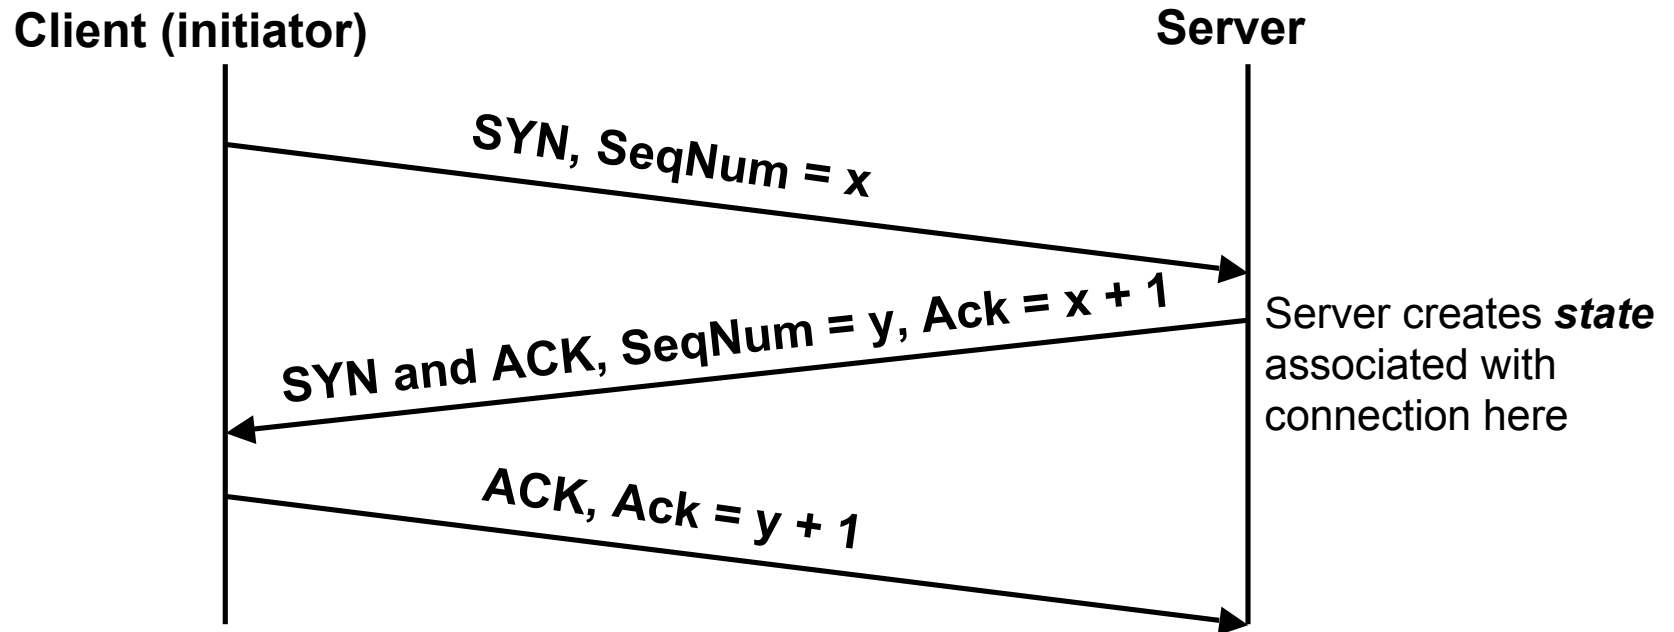 Client (initiator)
Server
SYN, SeqNum = x
SYN and ACK, SeqNum = y, Ack = x + 1
Server creates state
associated with
connection here
ACK, Ack = y + 1